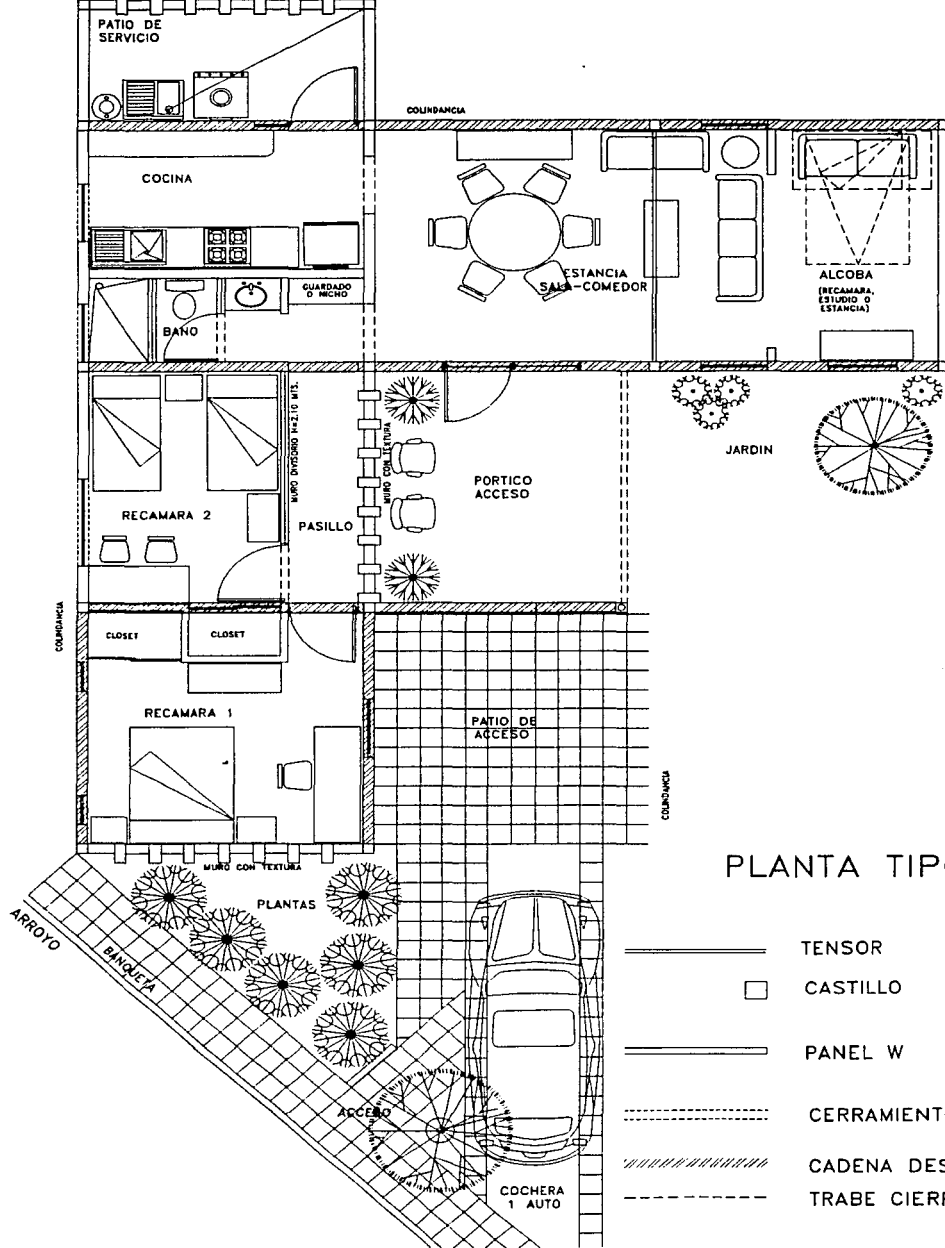 PATIO DE
SERVICIO
COLINDANCIA
COCINA
GUARDADO
O NICHO
BAÑO
ESTANCIA
SALA-COMEDOR
ALCOBA
(RECAMARA,
ESTUDIO O
ESTANCIA)
MURO DIVISORIO H=2.10 MTS.
MURO CON TEXTURA
RECAMARA 2
PASILLO
PORTICO
ACCESO
JARDIN
COLINDANCIA
CLOSET
CLOSET
RECAMARA 1
PATIO DE
ACCESO
COLINDANCIA
MURO CON TEXTURA
PLANTAS
ARROYO
BANQUETA
ACCESO
COCHERA
1 AUTO
PLANTA TIP
TENSOR
CASTILLO
PANEL W
CERRAMIENT
CADENA DES
TRABE CIER